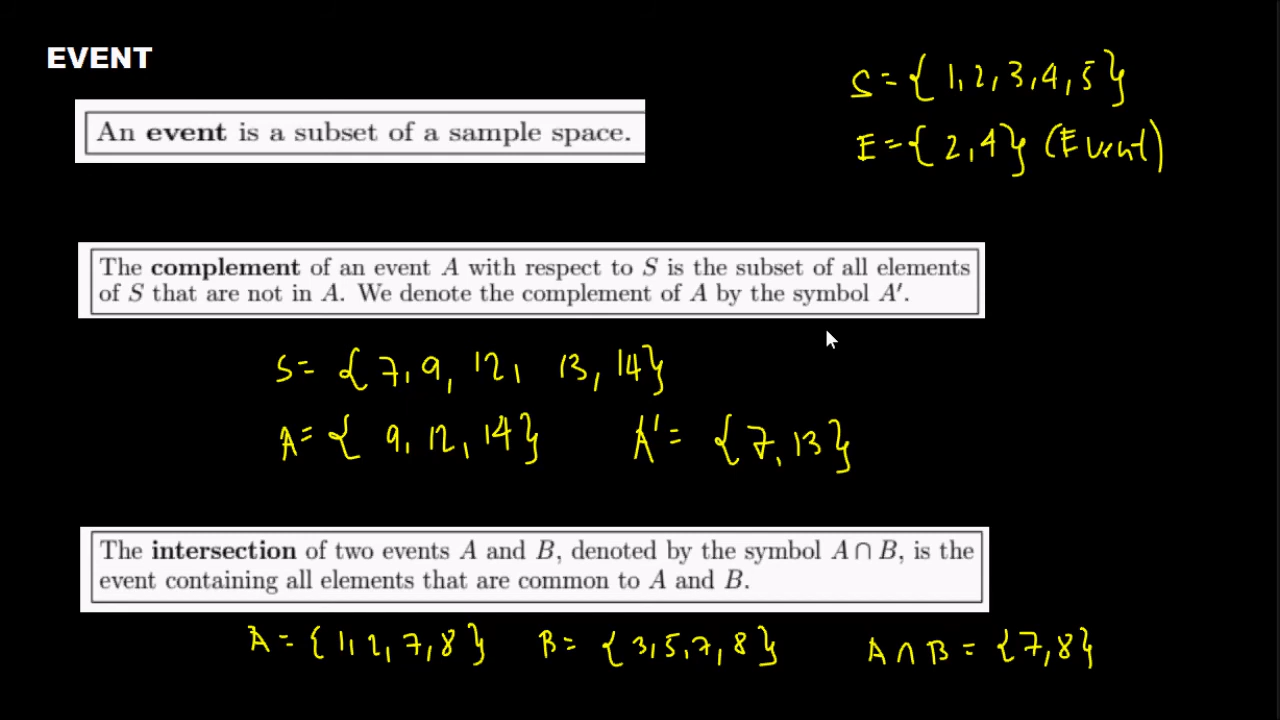 EVENT
S = { 1, 2, 3, 4, 5 }
An event is a subset of a sample space.
E = { 2, 4 } (Event)
The complement of an event A with respect to S is the subset of all elements
of S that are not in A. We denote the complement of A by the symbol A′.
S = { 7, 9, 12, 13, 14 }
A = { 9, 12, 14 } A' = { 7, 13 }
The intersection of two events A and B, denoted by the symbol A ∩ B, is the
event containing all elements that are common to A and B.
A = { 1, 2, 7, 8 } B = { 3, 5, 7, 8 } A ∩ B = { 7, 8 }